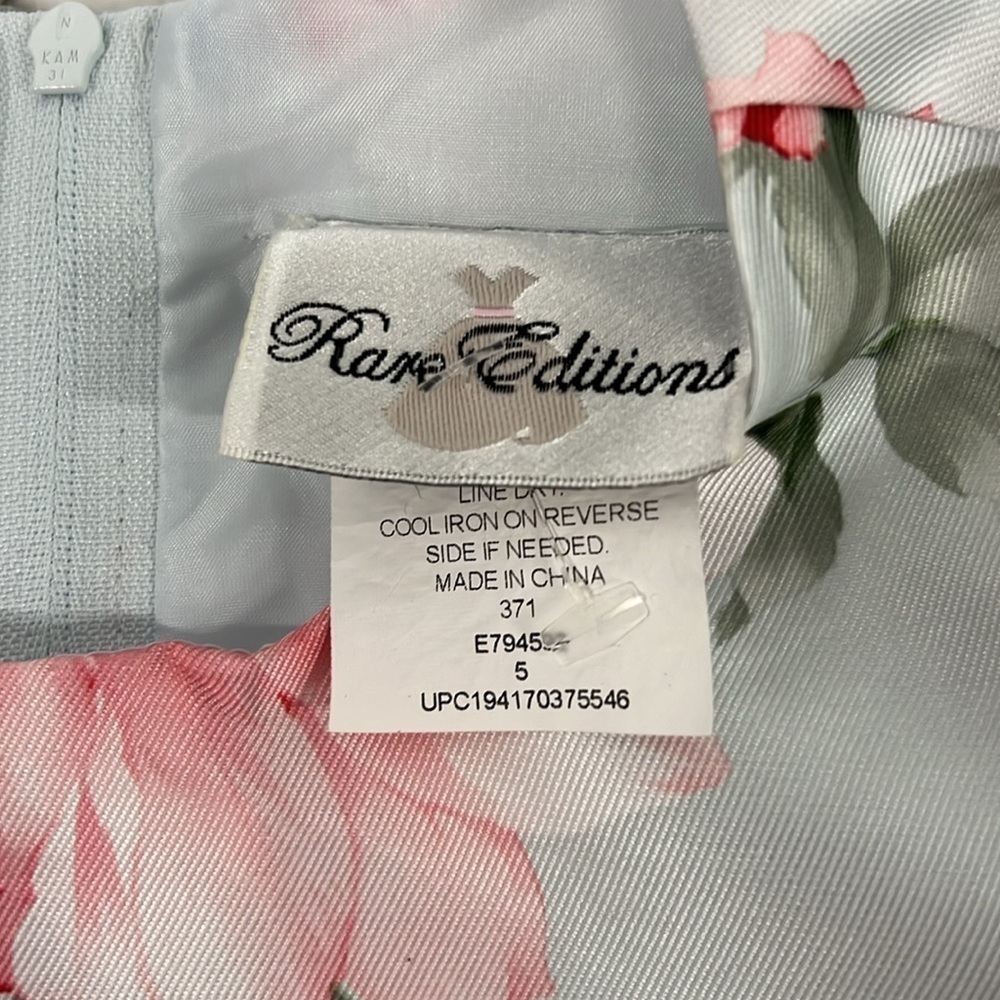 N
KAM
31
Rare Editions
LINE DRY.
COOL IRON ON REVERSE
SIDE IF NEEDED.
MADE IN CHINA
371
5
UPC194170375546